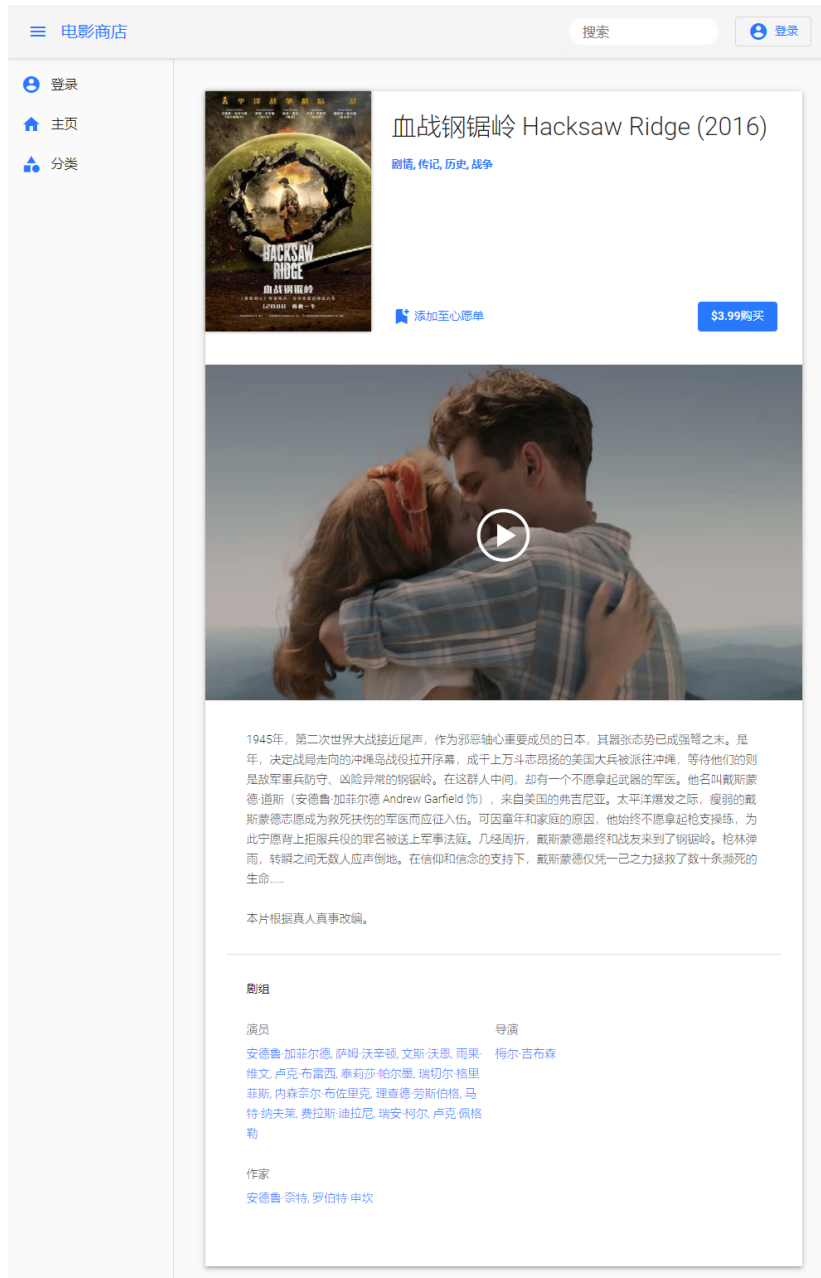 电影商店
搜索
登录
登录
主页
分类
太平洋战争最后一战
HACKSAW
RIDGE
血战钢锯岭
12月8日
血战钢锯岭 Hacksaw Ridge (2016)
剧情, 传记, 历史, 战争
添加至心愿单
$3.99购买
1945年，第二次世界大战接近尾声，作为邪恶轴心重要成员的日本，其嚣张态势已成强弩之末。是
年，决定战局走向的冲绳岛战役拉开序幕，成千上万斗志昂扬的美国大兵被派往冲绳，等待他们的则
是敌军重兵防守、凶险异常的钢锯岭。在这群人中间，却有一个不愿拿起武器的军医。他名叫戴斯蒙
德·道斯（安德鲁·加菲尔德 Andrew Garfield 饰），来自美国的弗吉尼亚。太平洋爆发之际，瘦弱的戴
斯蒙德志愿成为救死扶伤的军医而应征入伍。可因童年和家庭的原因，他始终不愿拿起枪支操练，为
此宁愿背上拒服兵役的罪名被送上军事法庭。几经周折，戴斯蒙德最终和战友来到了钢锯岭。枪林弹
雨，转瞬之间无数人应声倒地。在信仰和信念的支持下，戴斯蒙德仅凭一己之力拯救了数十条濒死的
生命……
本片根据真人真事改编。
剧组
演员
安德鲁·加菲尔德, 萨姆·沃辛顿, 文斯·沃恩, 雨果·
维文, 卢克·布雷西, 泰莉莎·帕尔墨, 瑞切尔·格里
菲斯, 内森奈尔·布佐里克, 理查德·劳斯伯格, 马
特·纳夫莱, 费拉斯·迪拉尼, 瑞安·柯尔, 卢克·佩格
勒
导演
梅尔·吉布森
作家
安德鲁·奈特, 罗伯特·申坎